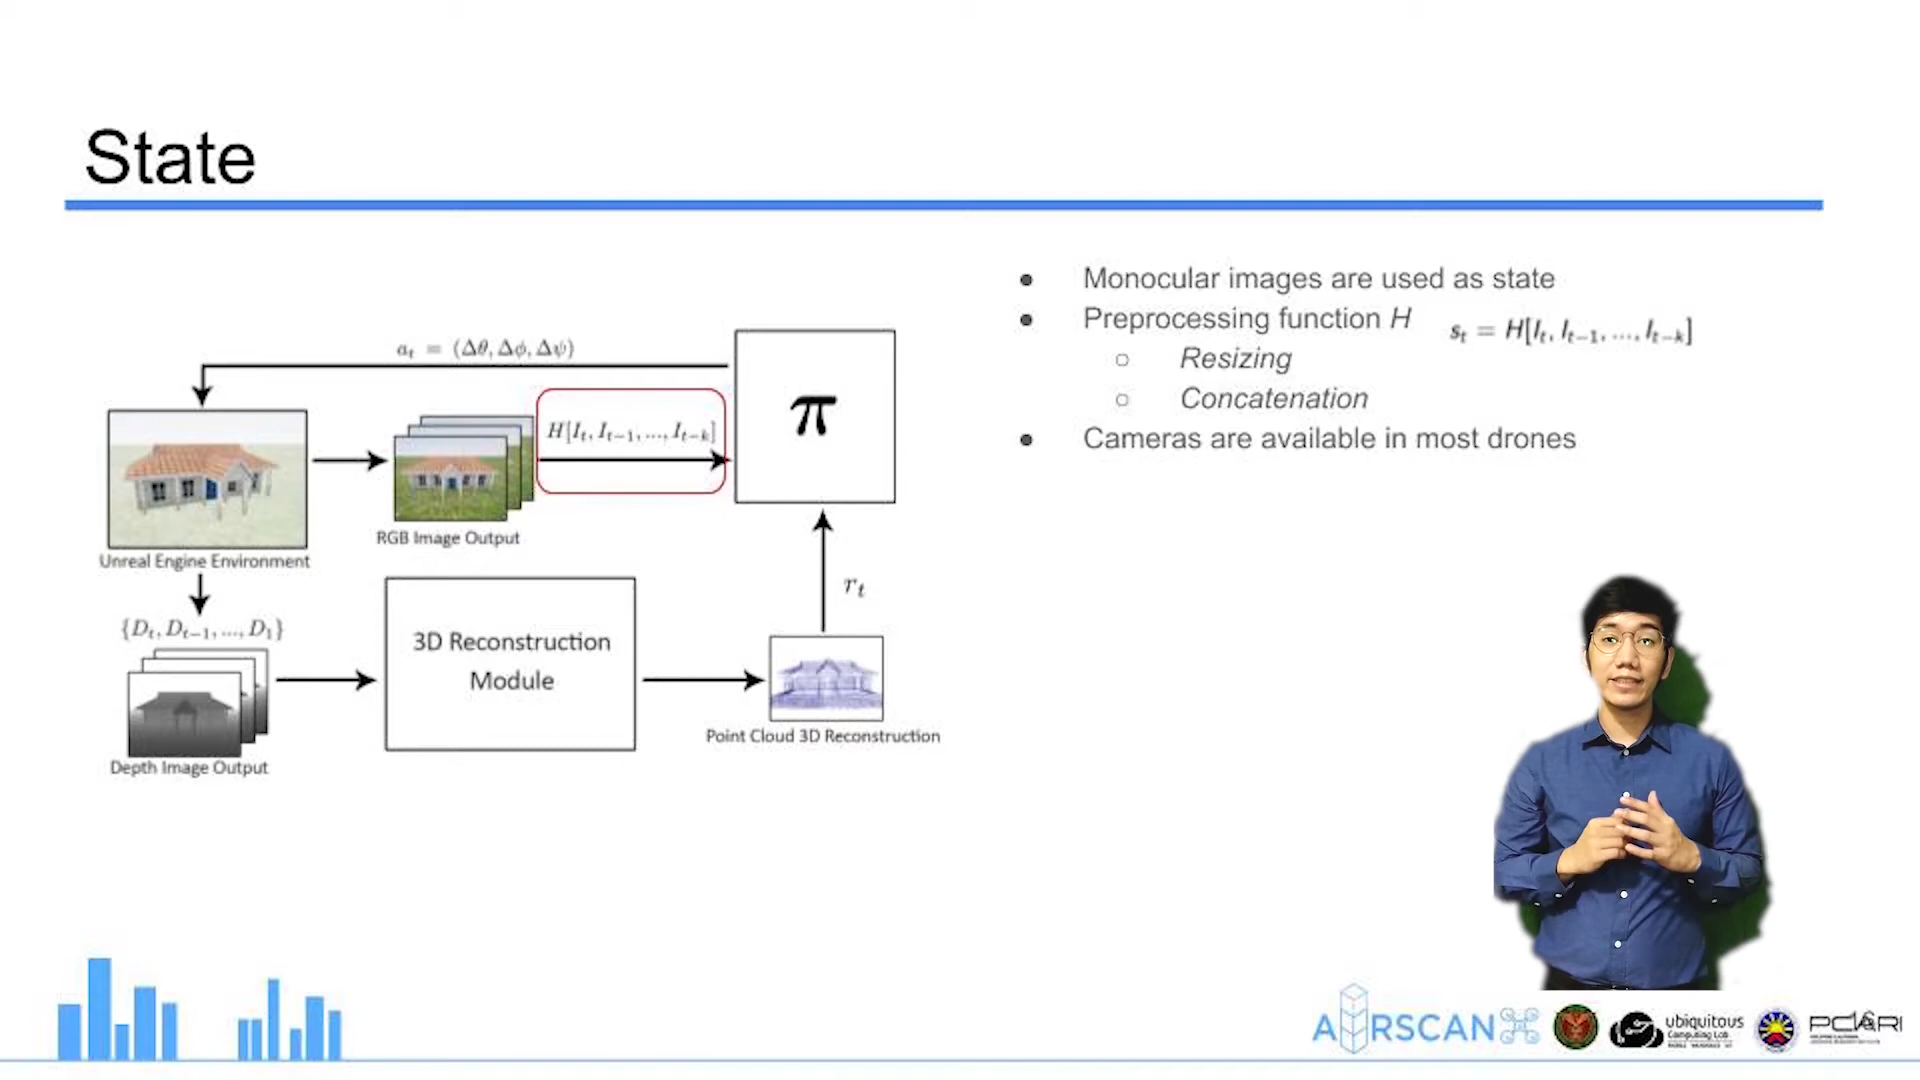 State
a_t = (Δθ, Δϕ, Δψ)
H[I_t, I_{t-1}, ..., I_{t-k}]
π
RGB Image Output
Unreal Engine Environment
{D_t, D_{t-1}, ..., D_1}
3D Reconstruction
Module
r_t
Point Cloud 3D Reconstruction
Depth Image Output
● Monocular images are used as state
● Preprocessing function H s_t = H[I_t, I_{t-1}, ..., I_{t-k}]
○ Resizing
○ Concatenation
● Cameras are available in most drones
AIRSCAN
ubiquitous
Computing Lab
PCARI